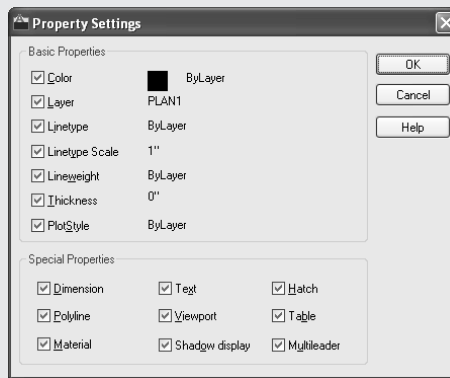 Property Settings
Basic Properties
Color ByLayer
Layer PLAN1
Linetype ByLayer
Linetype Scale 1"
Lineweight ByLayer
Thickness 0"
PlotStyle ByLayer
OK
Cancel
Help
Special Properties
Dimension Text Hatch
Polyline Viewport Table
Material Shadow display Multileader